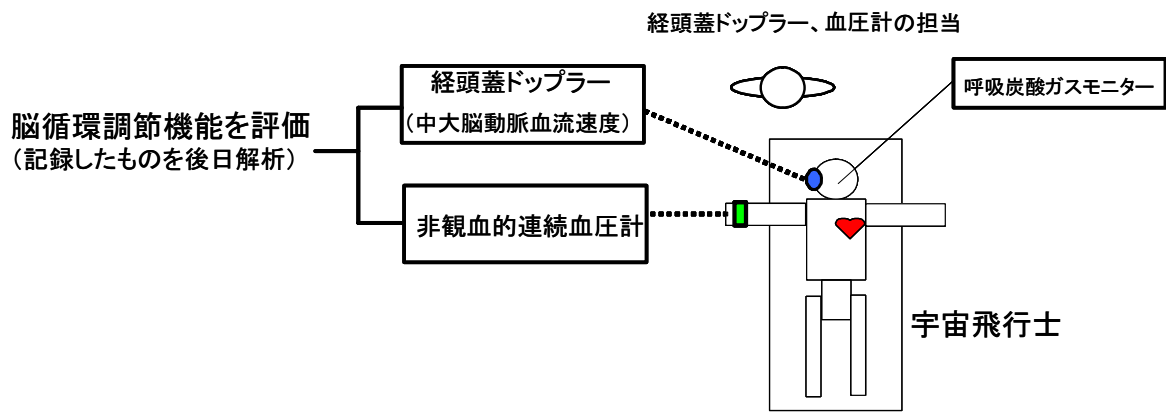 経頭蓋ドップラー、血圧計の担当
経頭蓋ドップラー
（中大脳動脈血流速度）
呼吸炭酸ガスモニター
脳循環調節機能を評価
（記録したものを後日解析）
非観血的連続血圧計
宇宙飛行士